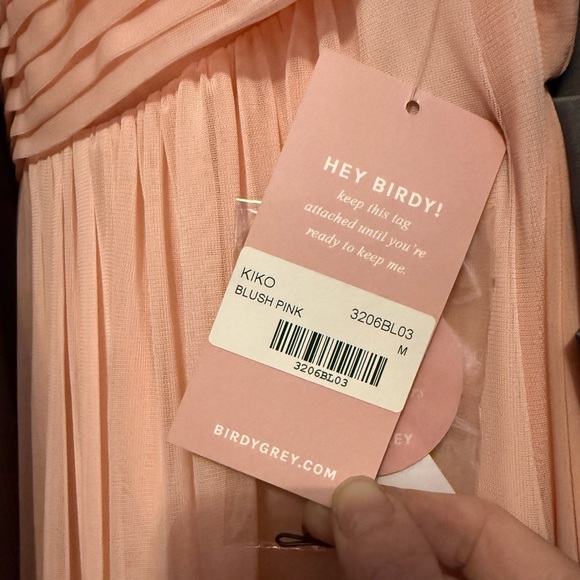 HEY BIRDY!
keep this tag
attached until you're
ready to keep me.
KIKO 3206BL03
BLUSH PINK M
3206BL03
BIRDYGREY.COM
EY